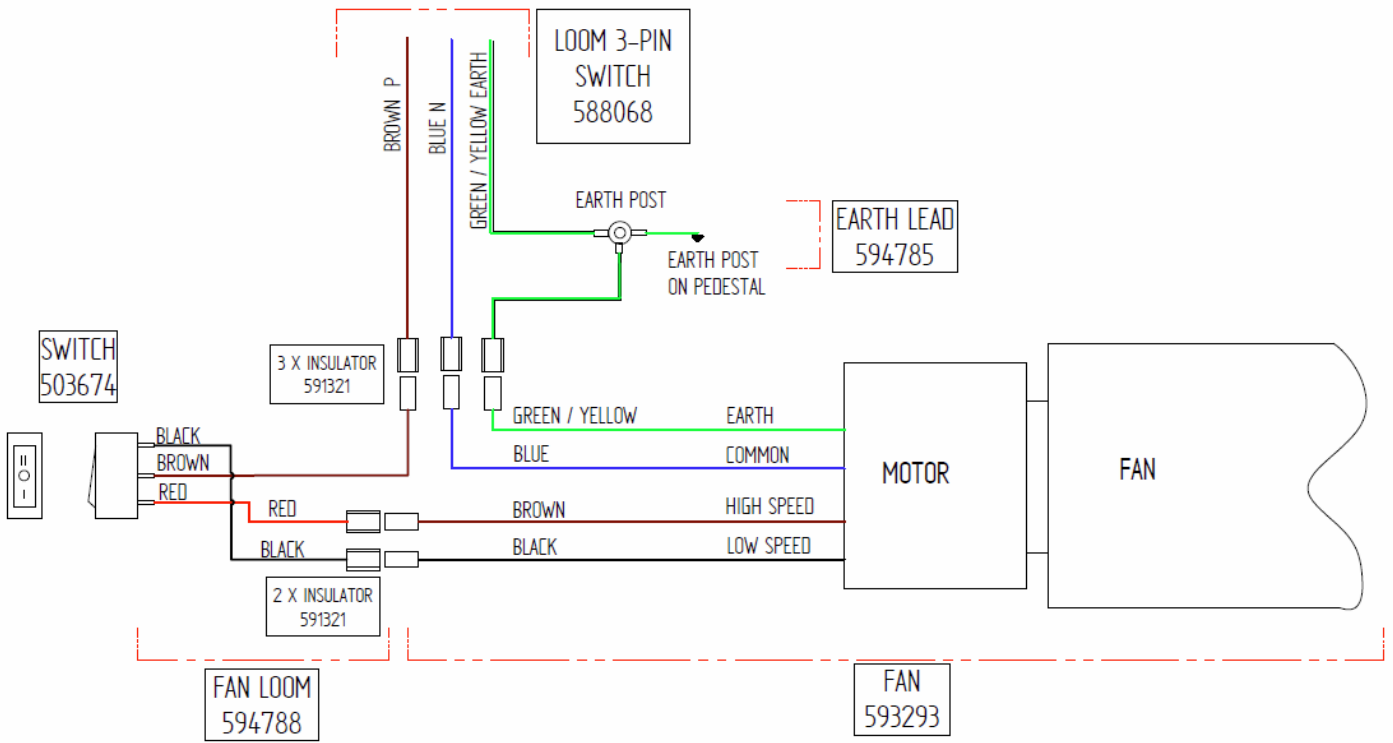 LOOM 3-PIN
SWITCH
588068
BROWN P
BLUE N
GREEN / YELLOW EARTH
EARTH POST
EARTH POST
ON PEDESTAL
EARTH LEAD
594785
SWITCH
503674
3 X INSULATOR
591321
II
O
I
BLACK
BROWN
RED
RED
BLACK
GREEN / YELLOW
EARTH
BLUE
COMMON
BROWN
HIGH SPEED
BLACK
LOW SPEED
MOTOR
FAN
2 X INSULATOR
591321
FAN LOOM
594788
FAN
593293